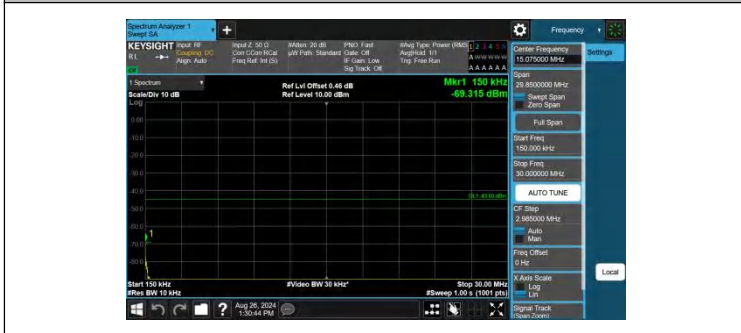 Spectrum Analyzer 1
Swept SA
+
Frequency
KEYSIGHT
Input: RF
Coupling: DC
Align: Auto
Input Z: 50 Ω
Corr CCorr RCal
Freq Ref: Int (S)
#Atten: 20 dB
µW Path: Standard
PNO: Fast
Gate: Off
IF Gain: Low
Sig Track: Off
#Avg Type: Power (RMS)
Avg|Hold: 1/1
Trig: Free Run
1 2 3 4 5 6
A W W W W W
A A A A A A
RL
1 Spectrum
Scale/Div 10 dB
Ref Lvl Offset 0.46 dB
Ref Level 10.00 dBm
Mkr1 150 kHz
-69.315 dBm
Log
0.00
-10.0
-20.0
-30.0
-40.0
-50.0
-60.0
-70.0
-80.0
1
Start 150 kHz
#Res BW 10 kHz
#Video BW 30 kHz*
Stop 30.00 MHz
#Sweep 1.00 s (1001 pts)
Center Frequency
15.075000 MHz
Settings
Span
29.8500000 MHz
Swept Span
Zero Span
Full Span
Start Freq
150.000 kHz
Stop Freq
30.000000 MHz
AUTO TUNE
CF Step
2.985000 MHz
Auto
Man
Freq Offset
0 Hz
X Axis Scale
Log
Lin
Local
Signal Track
(Span Zoom)
?
Aug 26, 2024
1:30:44 PM